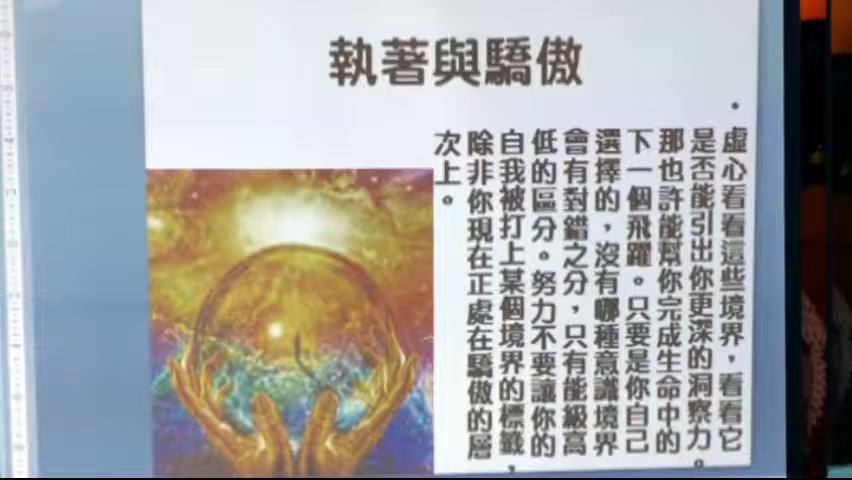 執著與驕傲
• 虛心看看這些境界，看看它
是否能引出你更深的洞察力。
那也許能幫你完成生命中的
下一個飛躍。只要是你自己
選擇的，沒有哪種意識境界
會有對錯之分，只有能級高
低的區分。努力不要讓你的
自我被打上某個境界的標籤，
除非你現在正處在驕傲的層
次上。